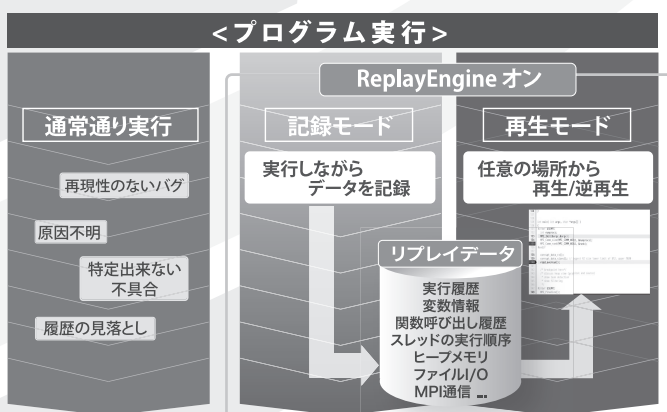 <プログラム実行>
ReplayEngine オン
通常通り実行
再現性のないバグ
原因不明
特定出来ない
不具合
履歴の見落とし
記録モード
実行しながら
データを記録
再生モード
任意の場所から
再生/逆再生
リプレイデータ
実行履歴
変数情報
関数呼び出し履歴
スレッドの実行順序
ヒープメモリ
ファイルI/O
MPI通信 ...